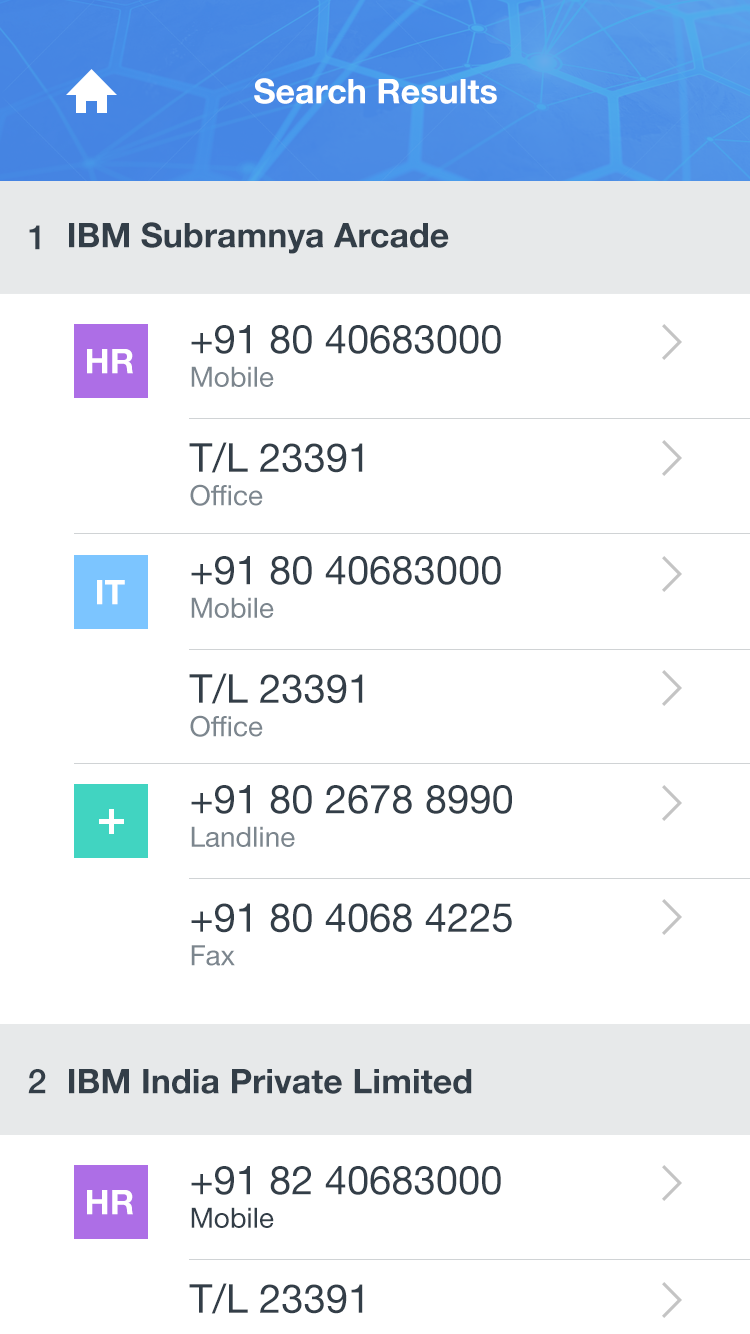 Search Results
1 IBM Subramnya Arcade
HR
+91 80 40683000
Mobile
T/L 23391
Office
IT
+91 80 40683000
Mobile
T/L 23391
Office
+
+91 80 2678 8990
Landline
+91 80 4068 4225
Fax
2 IBM India Private Limited
HR
+91 82 40683000
Mobile
T/L 23391